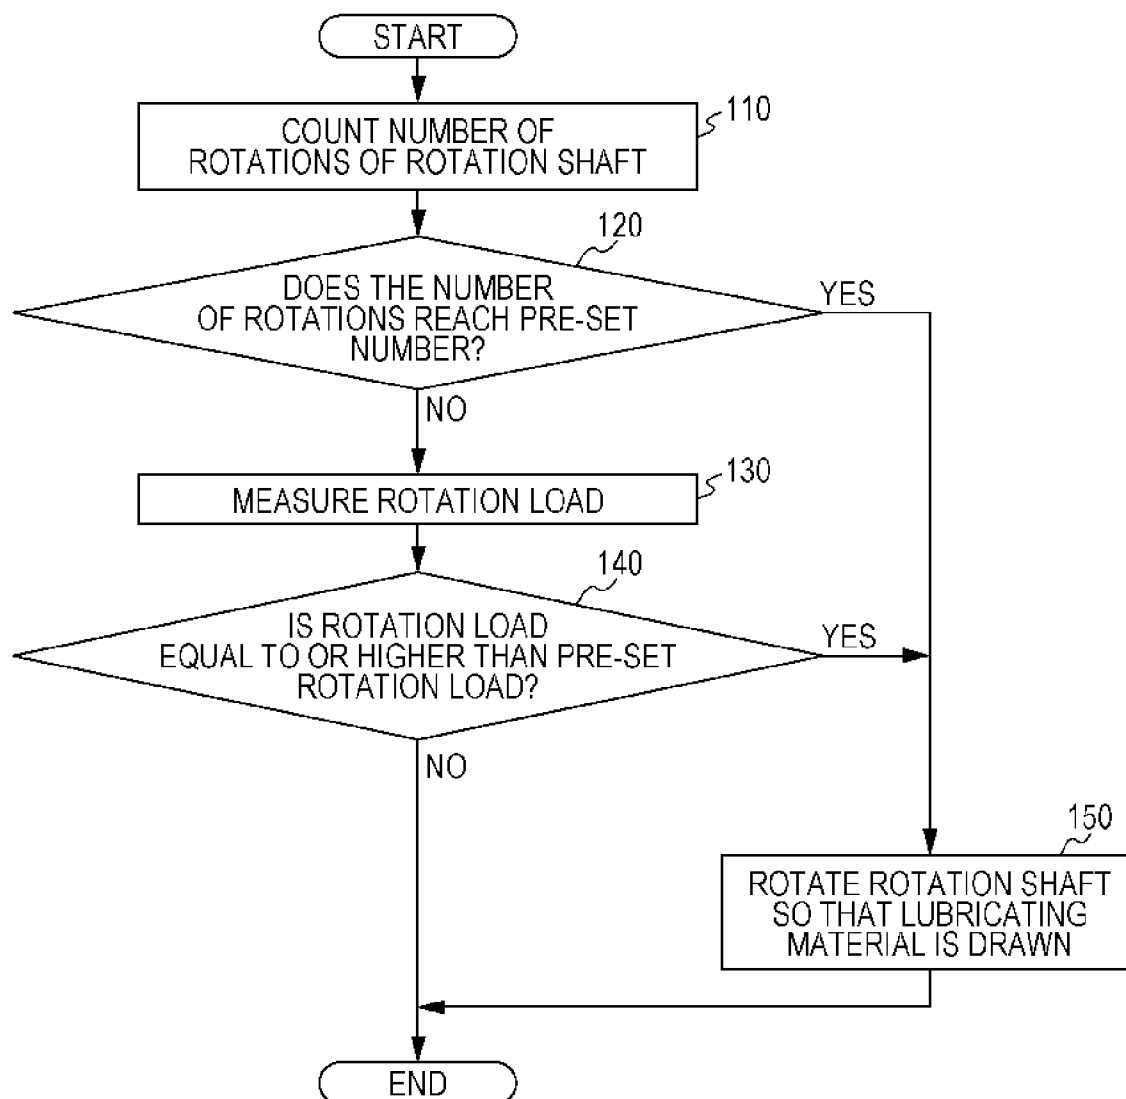 START
110
COUNT NUMBER OF
ROTATIONS OF ROTATION SHAFT
120
DOES THE NUMBER
OF ROTATIONS REACH PRE-SET
NUMBER?
YES
NO
130
MEASURE ROTATION LOAD
140
IS ROTATION LOAD
EQUAL TO OR HIGHER THAN PRE-SET
ROTATION LOAD?
YES
NO
150
ROTATE ROTATION SHAFT
SO THAT LUBRICATING
MATERIAL IS DRAWN
END